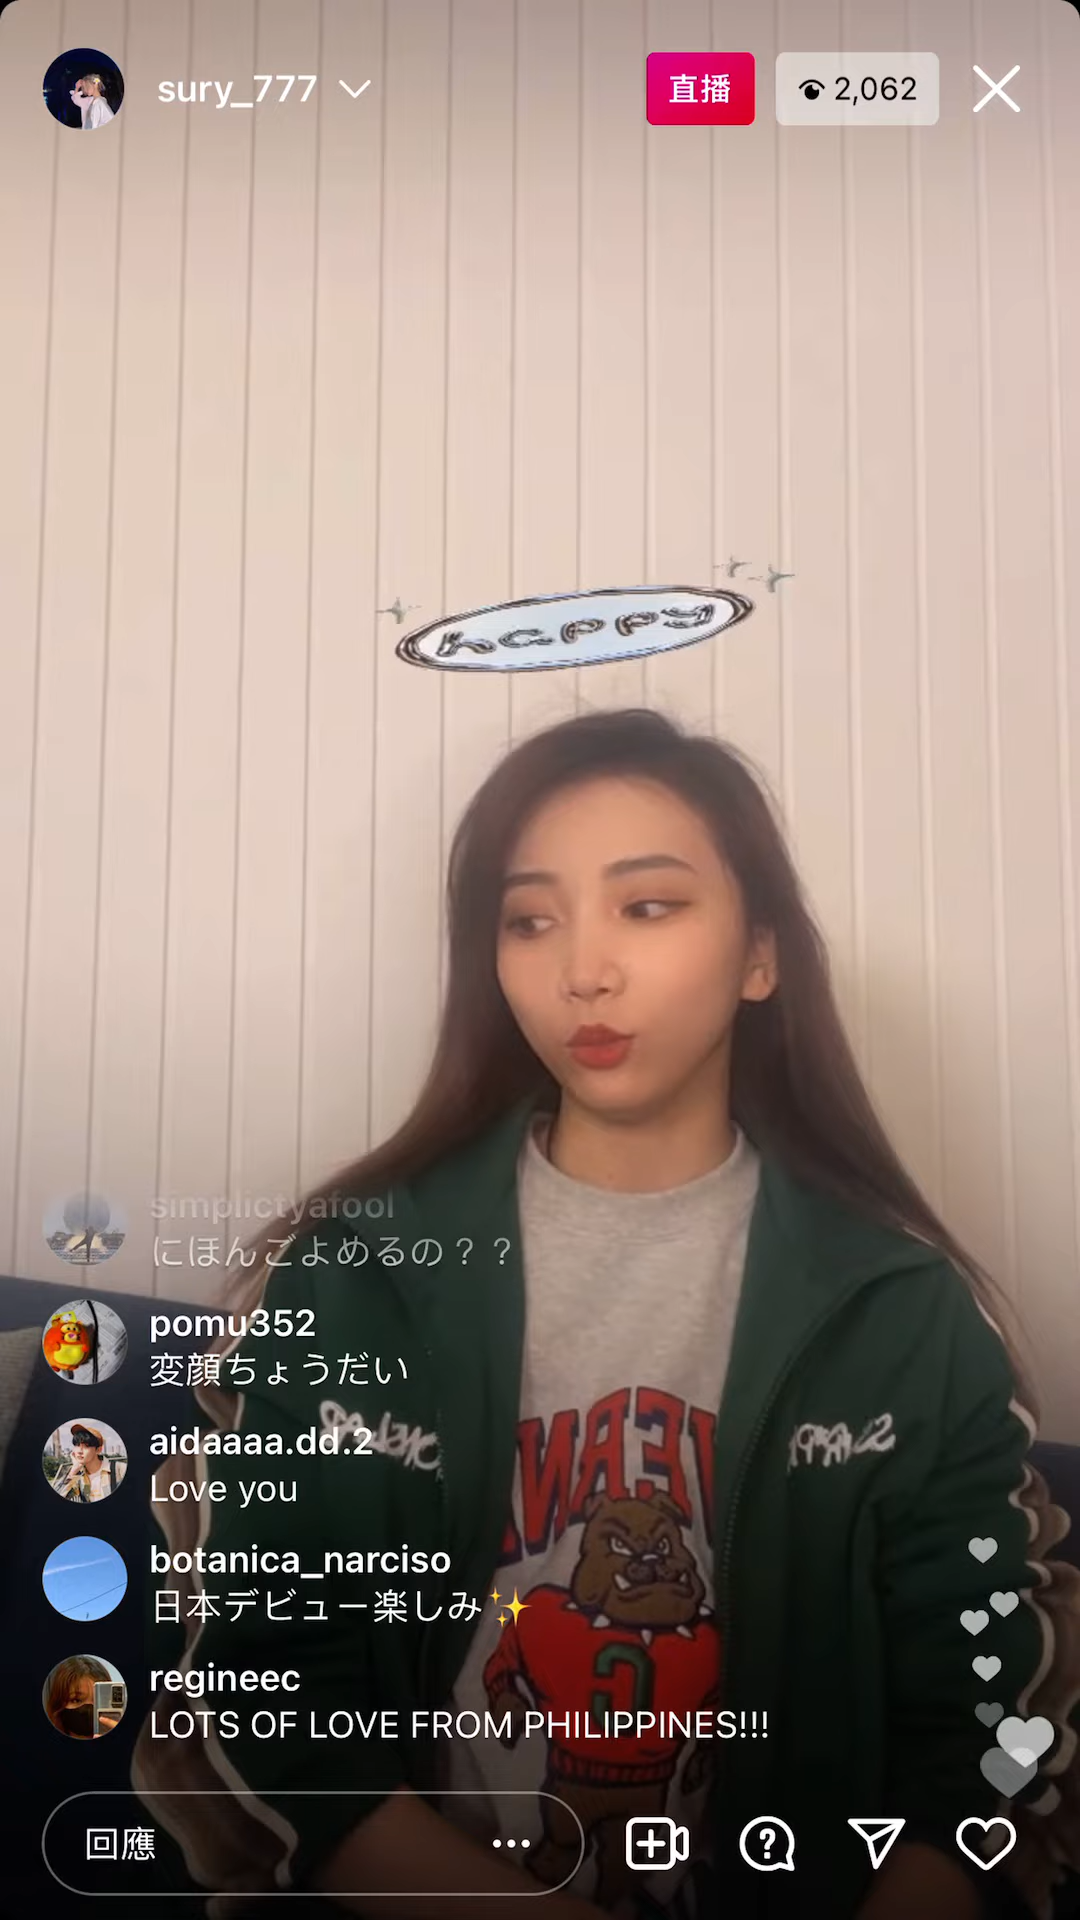 sury_777
直播
2,062
happy
simplictyafool
にほんごよめるの？？
pomu352
変顔ちょうだい
aidaaaa.dd.2
Love you
botanica_narciso
日本デビュー楽しみ✨
regineec
LOTS OF LOVE FROM PHILIPPINES!!!
回應